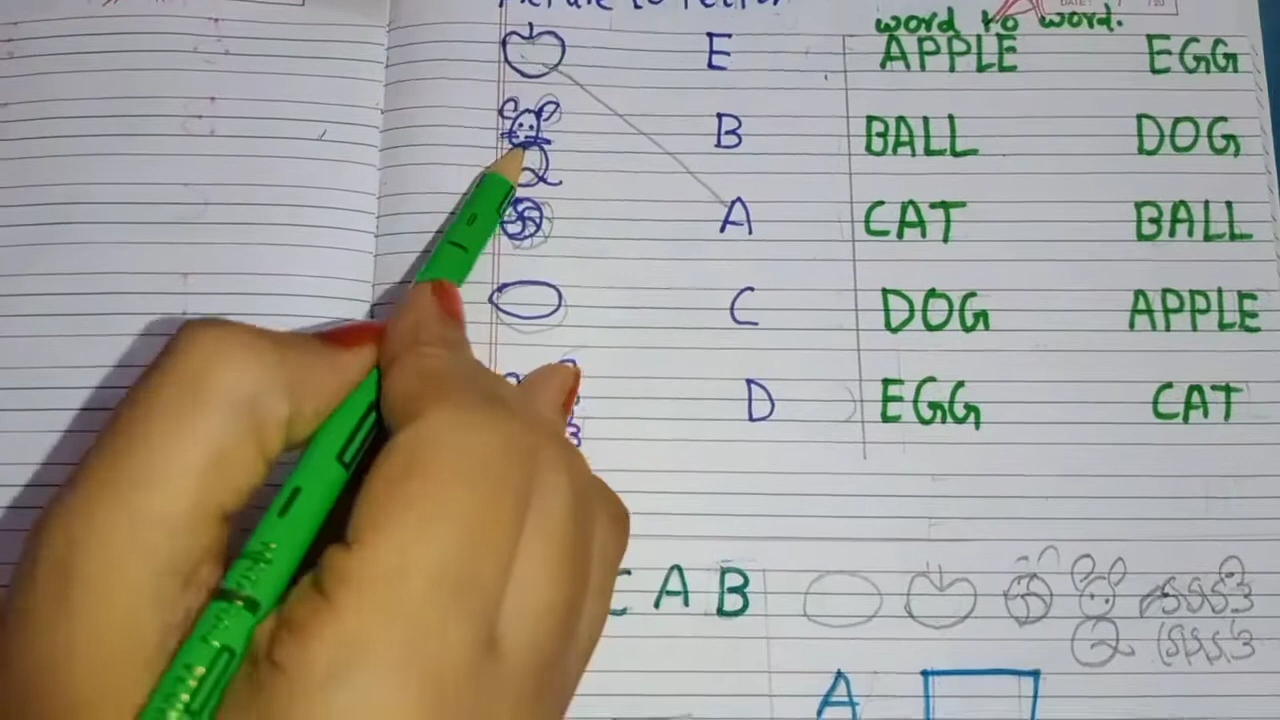 word to word.
E APPLE EGG
B BALL DOG
A CAT BALL
C DOG APPLE
D EGG CAT
A B
A